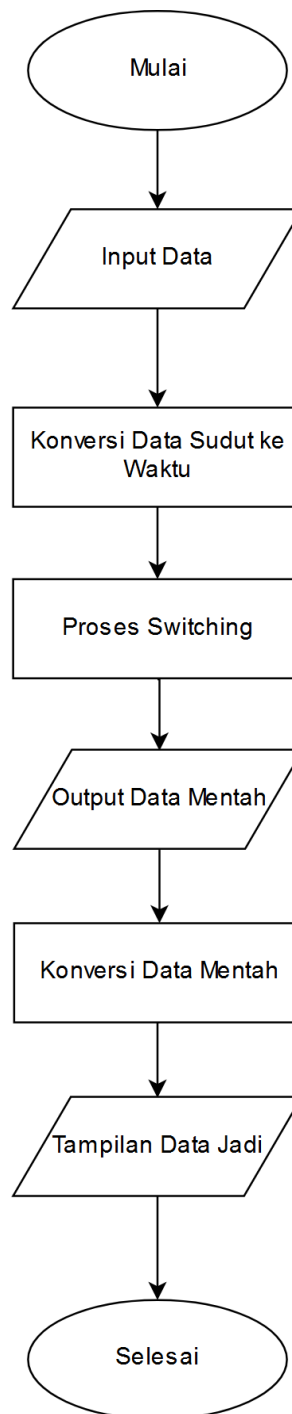 Mulai
Input Data
Konversi Data Sudut ke
Waktu
Proses Switching
Output Data Mentah
Konversi Data Mentah
Tampilan Data Jadi
Selesai